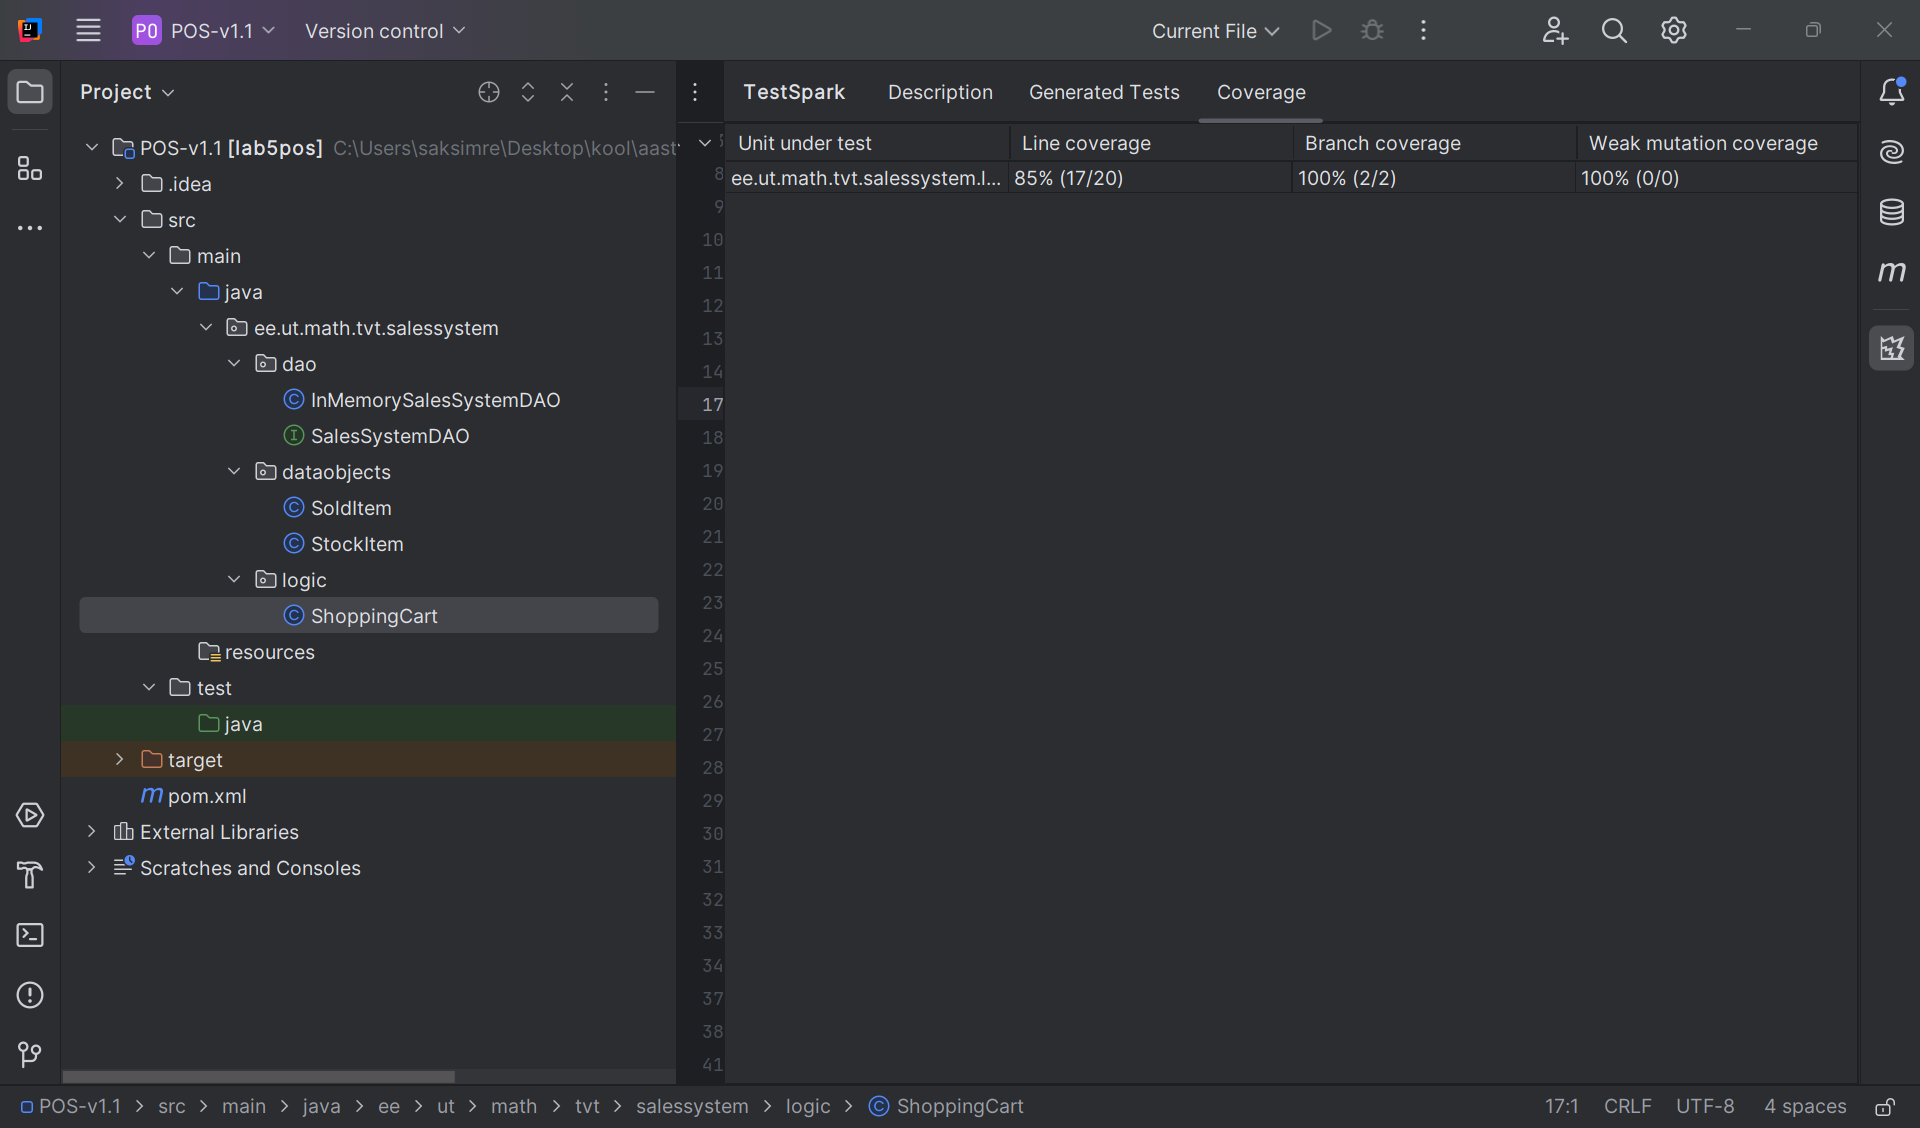 PO POS-v1.1 Version control Current File
Project
TestSpark Description Generated Tests Coverage
POS-v1.1 [lab5pos] C:\Users\saksimre\Desktop\kool\aast
.idea
src
main
java
ee.ut.math.tvt.salessystem
dao
InMemorySalesSystemDAO
SalesSystemDAO
dataobjects
SoldItem
StockItem
logic
ShoppingCart
resources
test
java
target
pom.xml
External Libraries
Scratches and Consoles
8
9
10
11
12
13
14
17
18
19
20
21
22
23
24
25
26
27
28
29
30
31
32
33
34
37
38
41
Unit under test Line coverage Branch coverage Weak mutation coverage
ee.ut.math.tvt.salessystem.l... 85% (17/20) 100% (2/2) 100% (0/0)
POS-v1.1 > src > main > java > ee > ut > math > tvt > salessystem > logic > ShoppingCart 17:1 CRLF UTF-8 4 spaces